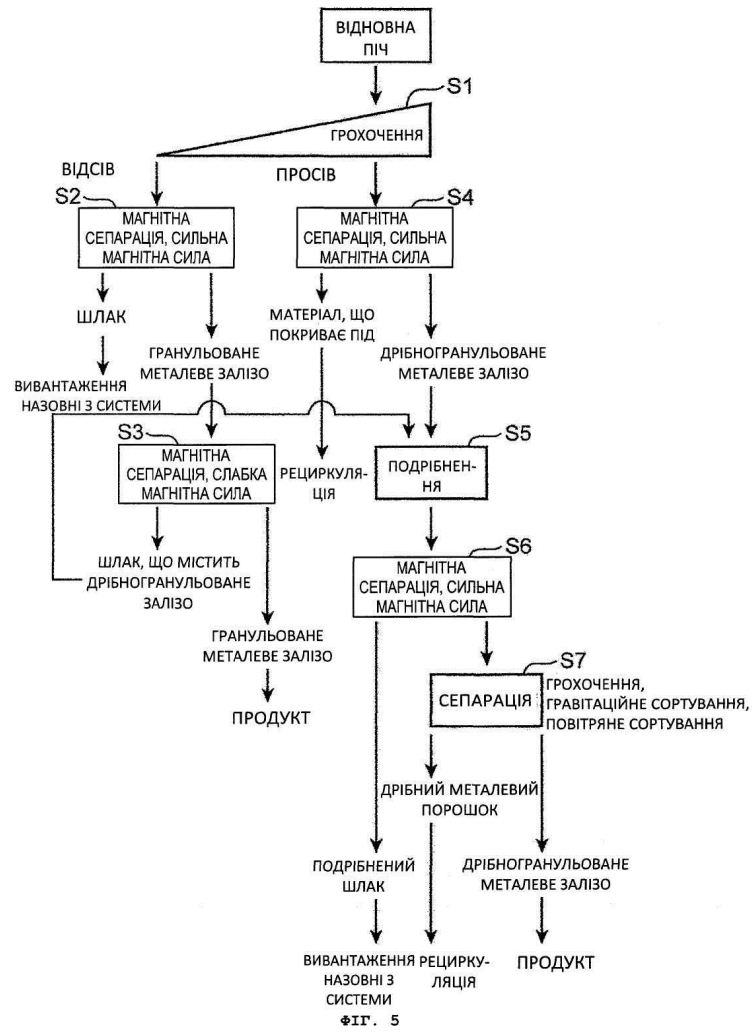 ВІДНОВНА
ПІЧ
S1
ГРОХОЧЕННЯ
ВІДСІВ
ПРОСІВ
S2
МАГНІТНА
СЕПАРАЦІЯ, СИЛЬНА
МАГНІТНА СИЛА
S4
МАГНІТНА
СЕПАРАЦІЯ, СИЛЬНА
МАГНІТНА СИЛА
ШЛАК
ГРАНУЛЬОВАНЕ
МЕТАЛЕВЕ ЗАЛІЗО
МАТЕРІАЛ, ЩО
ПОКРИВАЄ ПІД
ДРІБНОГРАНУЛЬОВАНЕ
МЕТАЛЕВЕ ЗАЛІЗО
ВИВАНТАЖЕННЯ
НАЗОВНІ З СИСТЕМИ
S3
МАГНІТНА
СЕПАРАЦІЯ, СЛАБКА
МАГНІТНА СИЛА
РЕЦИРКУЛЯ-
ЦІЯ
S5
ПОДРІБНЕН-
НЯ
ШЛАК, ЩО МІСТИТЬ
ДРІБНОГРАНУЛЬОВАНЕ
ЗАЛІЗО
S6
МАГНІТНА
СЕПАРАЦІЯ, СИЛЬНА
МАГНІТНА СИЛА
ГРАНУЛЬОВАНЕ
МЕТАЛЕВЕ ЗАЛІЗО
ПРОДУКТ
S7
СЕПАРАЦІЯ
ГРОХОЧЕННЯ,
ГРАВІТАЦІЙНЕ СОРТУВАННЯ,
ПОВІТРЯНЕ СОРТУВАННЯ
ДРІБНИЙ МЕТАЛЕВИЙ
ПОРОШОК
ПОДРІБНЕНИЙ
ШЛАК
ДРІБНОГРАНУЛЬОВАНЕ
МЕТАЛЕВЕ ЗАЛІЗО
ВИВАНТАЖЕННЯ
НАЗОВНІ З
СИСТЕМИ
РЕЦИРКУ-
ЛЯЦІЯ
ПРОДУКТ
ФІГ. 5